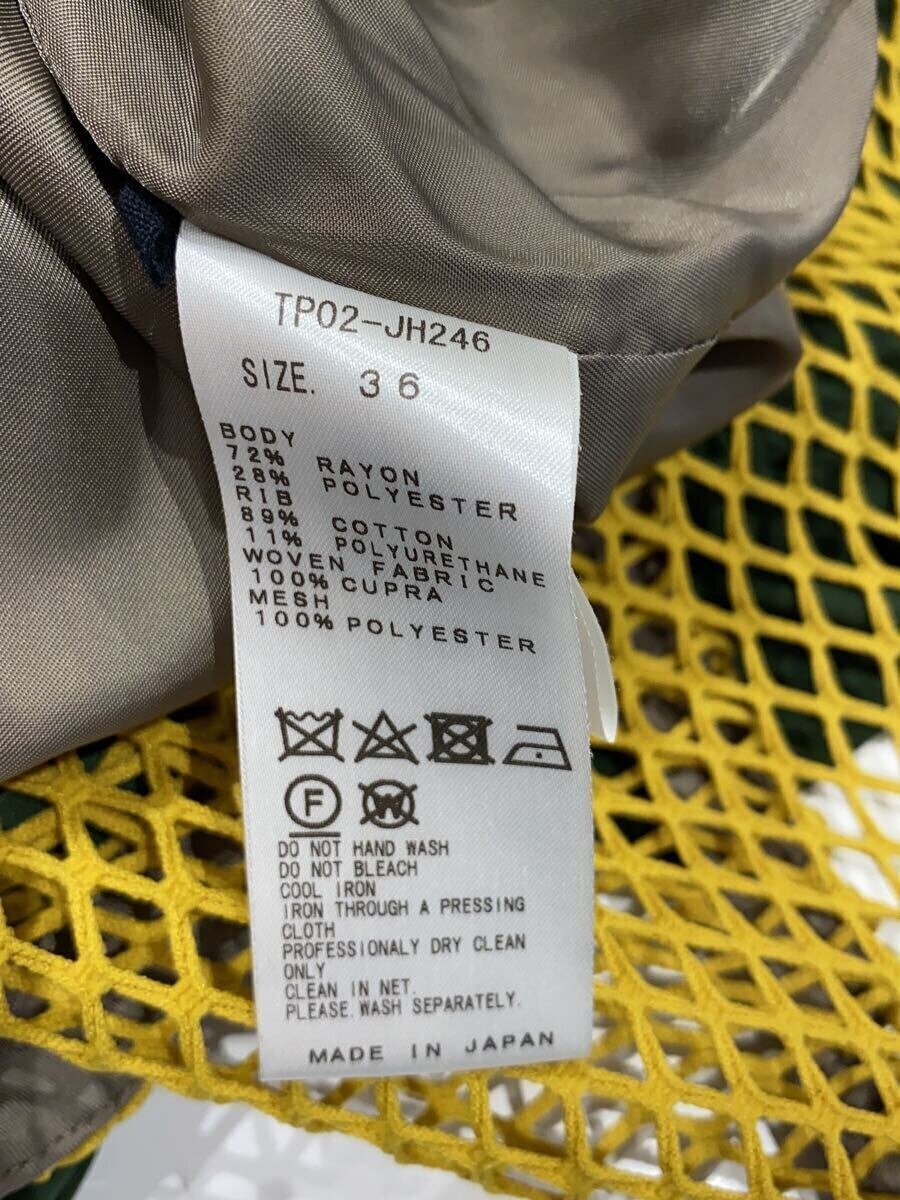 TP02-JH246
SIZE. 36
BODY
72% RAYON
28% POLYESTER
RIB
89% COTTON
11% POLYURETHANE
WOVEN FABRIC
100% CUPRA
MESH
100% POLYESTER
F W
DO NOT HAND WASH
DO NOT BLEACH
COOL IRON
IRON THROUGH A PRESSING
CLOTH
PROFESSIONALY DRY CLEAN
ONLY
CLEAN IN NET.
PLEASE WASH SEPARATELY.
MADE IN JAPAN